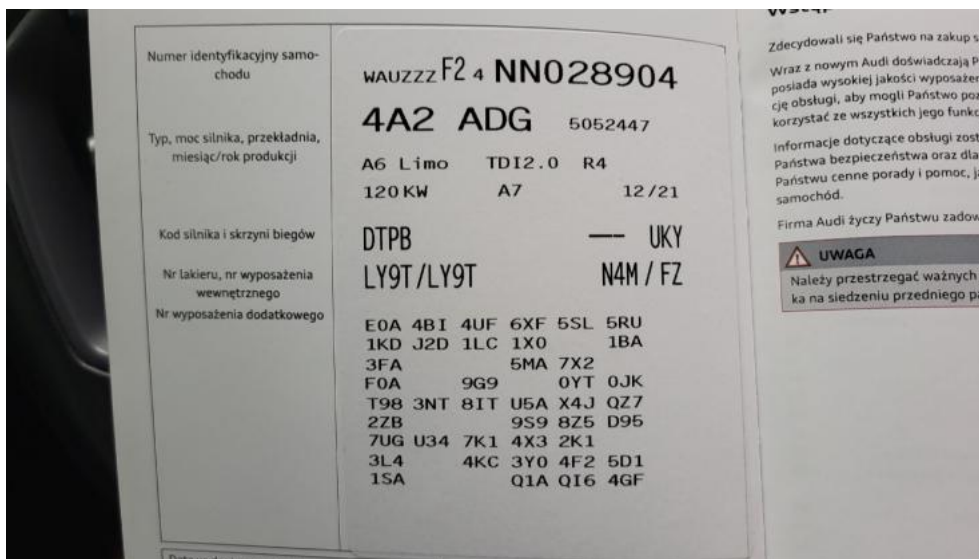 Numer identyfikacyjny samo-
chodu
WAUZZZ F2 4 NN028904
4A2 ADG 5052447
Typ, moc silnika, przekładnia,
miesiąc/rok produkcji
A6 Limo TDI2.0 R4
120 KW A7 12/21
Kod silnika i skrzyni biegów
DTPB --- UKY
Nr lakieru, nr wyposażenia
wewnętrznego
LY9T/LY9T N4M / FZ
Nr wyposażenia dodatkowego
E0A 4BI 4UF 6XF 5SL 5RU
1KD J2D 1LC 1X0 1BA
3FA 5MA 7X2
F0A 9G9 0YT 0JK
T98 3NT 8IT U5A X4J QZ7
2ZB 9S9 8Z5 D95
7UG U34 7K1 4X3 2K1
3L4 4KC 3Y0 4F2 5D1
1SA Q1A QI6 4GF
Zdecydowali się Państwo na zakup
Wraz z nowym Audi doświadczają
posiada wysokiej jakości
cję obsługi, aby mogli Państwo
korzystać ze wszystkich jego
Informacje dotyczące obsługi
Państwa bezpieczeństwa oraz dla
Państwu cenne porady i pomoc,
samochód.
Firma Audi życzy Państwu
UWAGA
Należy przestrzegać ważnych
ka na siedzeniu przedniego